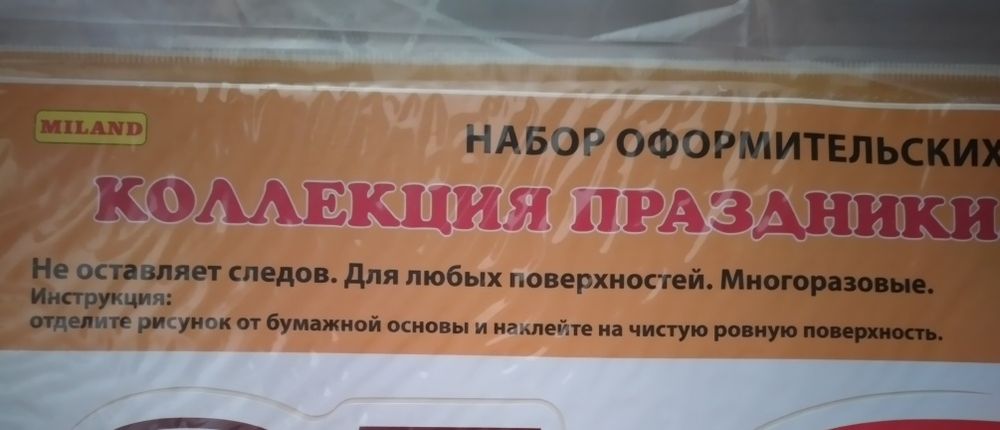 MILAND
НАБОР ОФОРМИТЕЛЬСКИХ
КОЛЛЕКЦИЯ ПРАЗДНИКИ
Не оставляет следов. Для любых поверхностей. Многоразовые.
Инструкция:
отделите рисунок от бумажной основы и наклейте на чистую ровную поверхность.